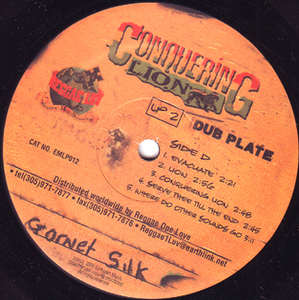 CONQUERING
LION
LP 2
DUB PLATE
CAT NO. EMLP012
SIDE D
1. EVACUATE 2:21
2. LION 2:56
3. CONQUERING LION 2:48
4. SERVE THEE TIL THE END 2:45
5. WHERE DO OTHER SOUNDS GO 3:11
Distributed worldwide by Reggae One Love
• tel(305)971-7877 • fax(305)971-7876 • Reggae1Luv@earthlink.net
Garnet Silk